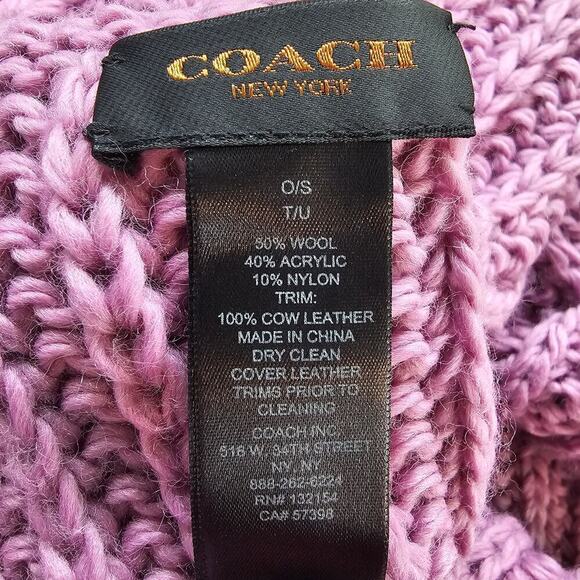 COACH
NEW YORK
O/S
T/U
50% WOOL
40% ACRYLIC
10% NYLON
TRIM:
100% COW LEATHER
MADE IN CHINA
DRY CLEAN
COVER LEATHER
TRIMS PRIOR TO
CLEANING
COACH INC.
516 W. 34TH STREET
NY, NY
888-262-6224
RN# 132154
CA# 57398